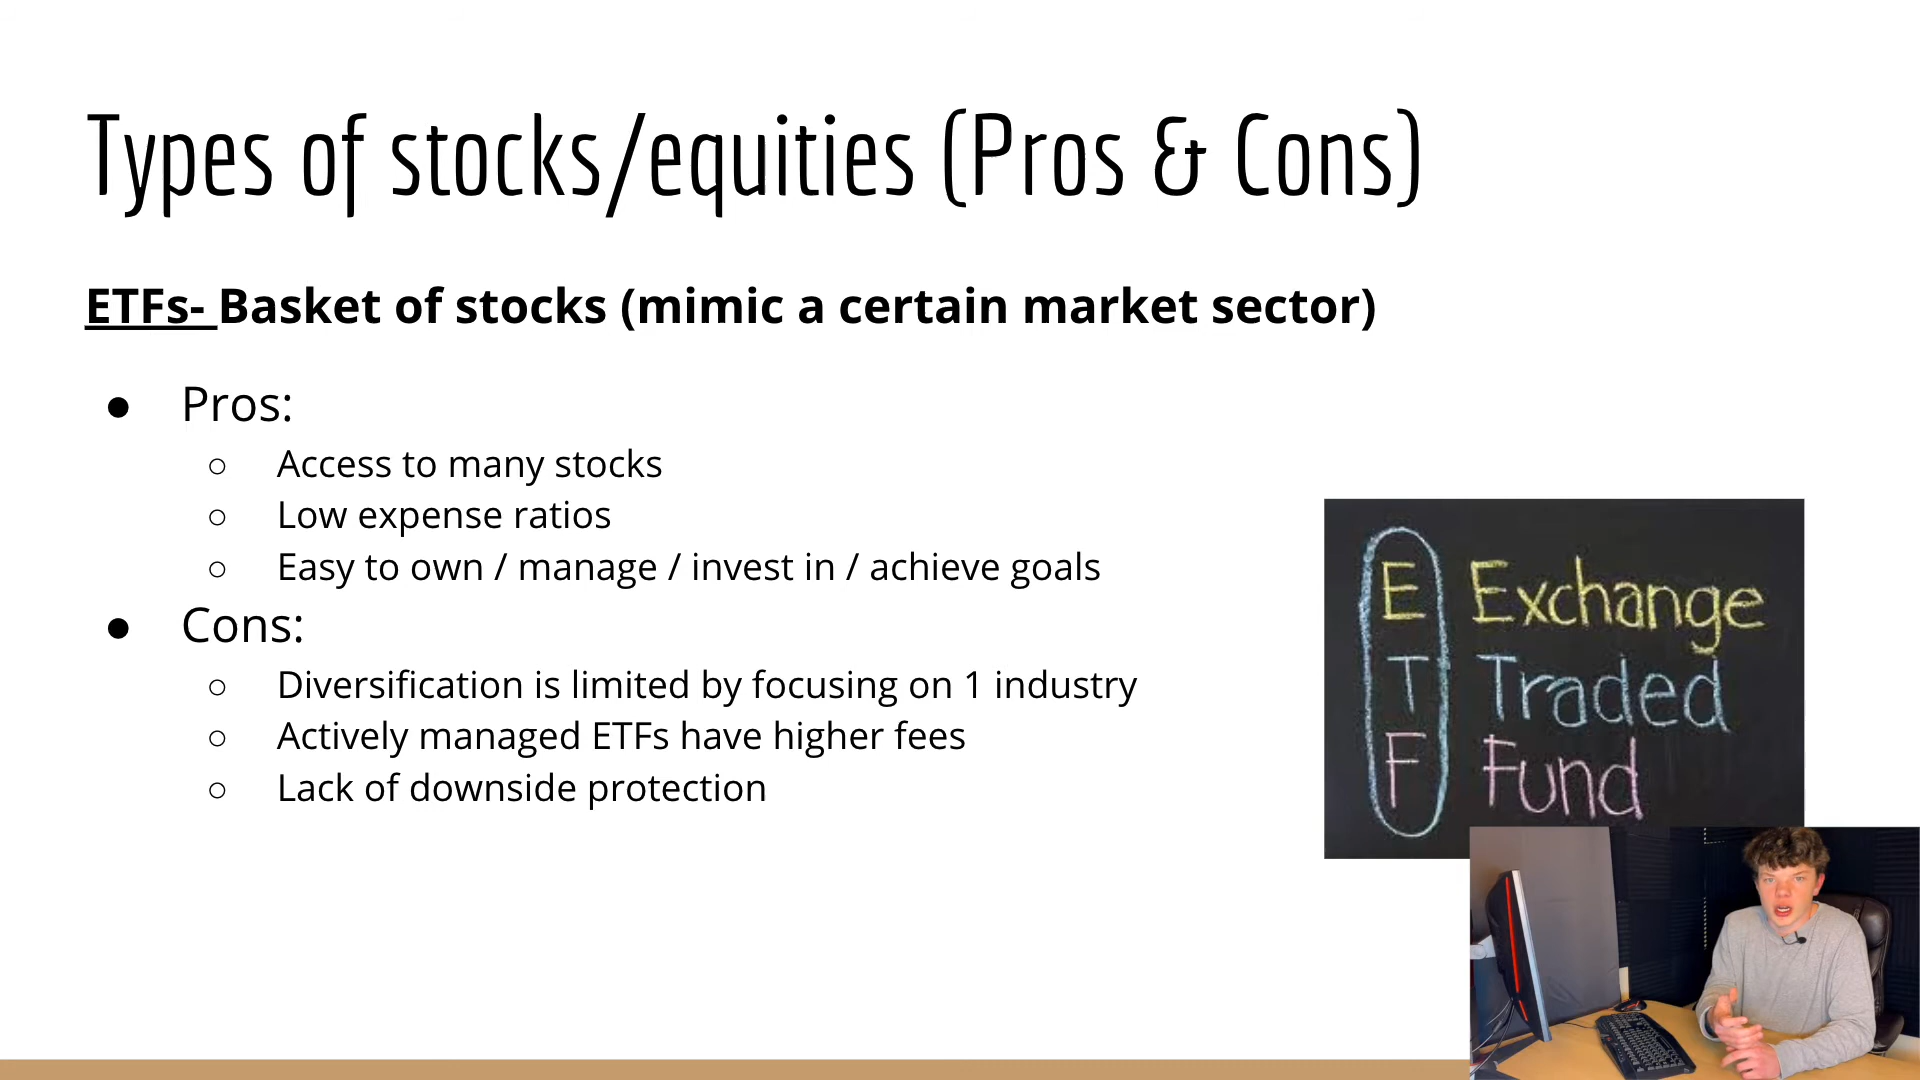 Types of stocks/equities (Pros & Cons)
ETFs- Basket of stocks (mimic a certain market sector)
● Pros:
○ Access to many stocks
○ Low expense ratios
○ Easy to own / manage / invest in / achieve goals
● Cons:
○ Diversification is limited by focusing on 1 industry
○ Actively managed ETFs have higher fees
○ Lack of downside protection
E Exchange
T Traded
F Fund